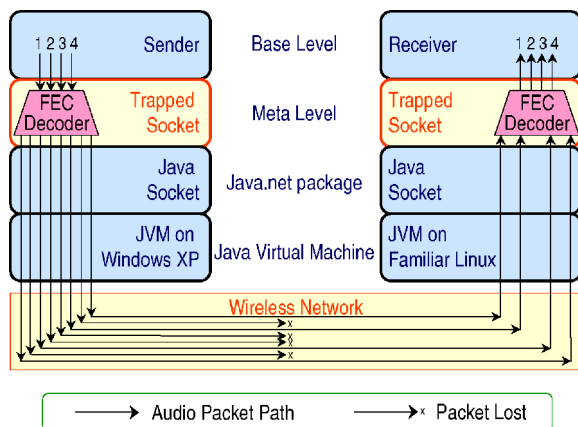 1 2 3 4
Sender
Base Level
Receiver
1 2 3 4
FEC
Decoder
Trapped
Socket
Meta Level
Trapped
Socket
FEC
Decoder
Java
Socket
Java.net package
Java
Socket
JVM on
Windows XP
Java Virtual Machine
JVM on
Familiar Linux
Wireless Network
x
x
x
x
Audio Packet Path
x Packet Lost